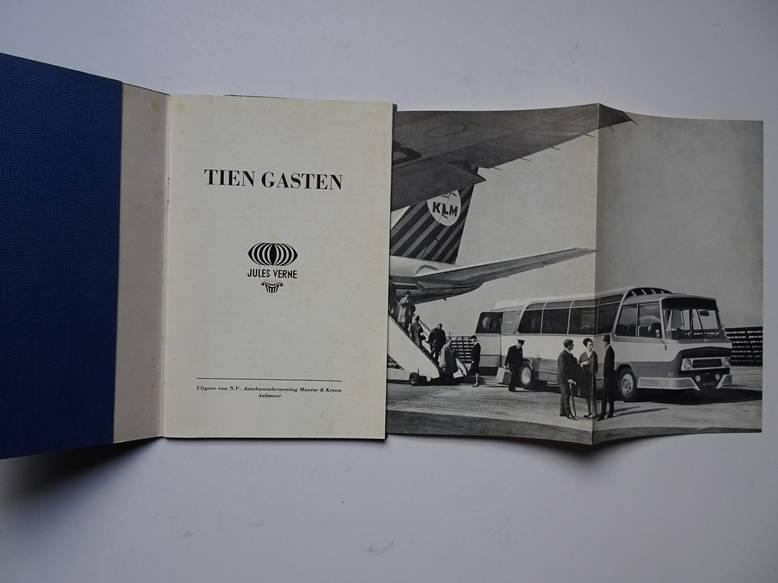 TIEN GASTEN
JULES VERNE
Uitgave van N.V. Autobusonderneming Maarse & Kroon
Aalsmeer
KLM